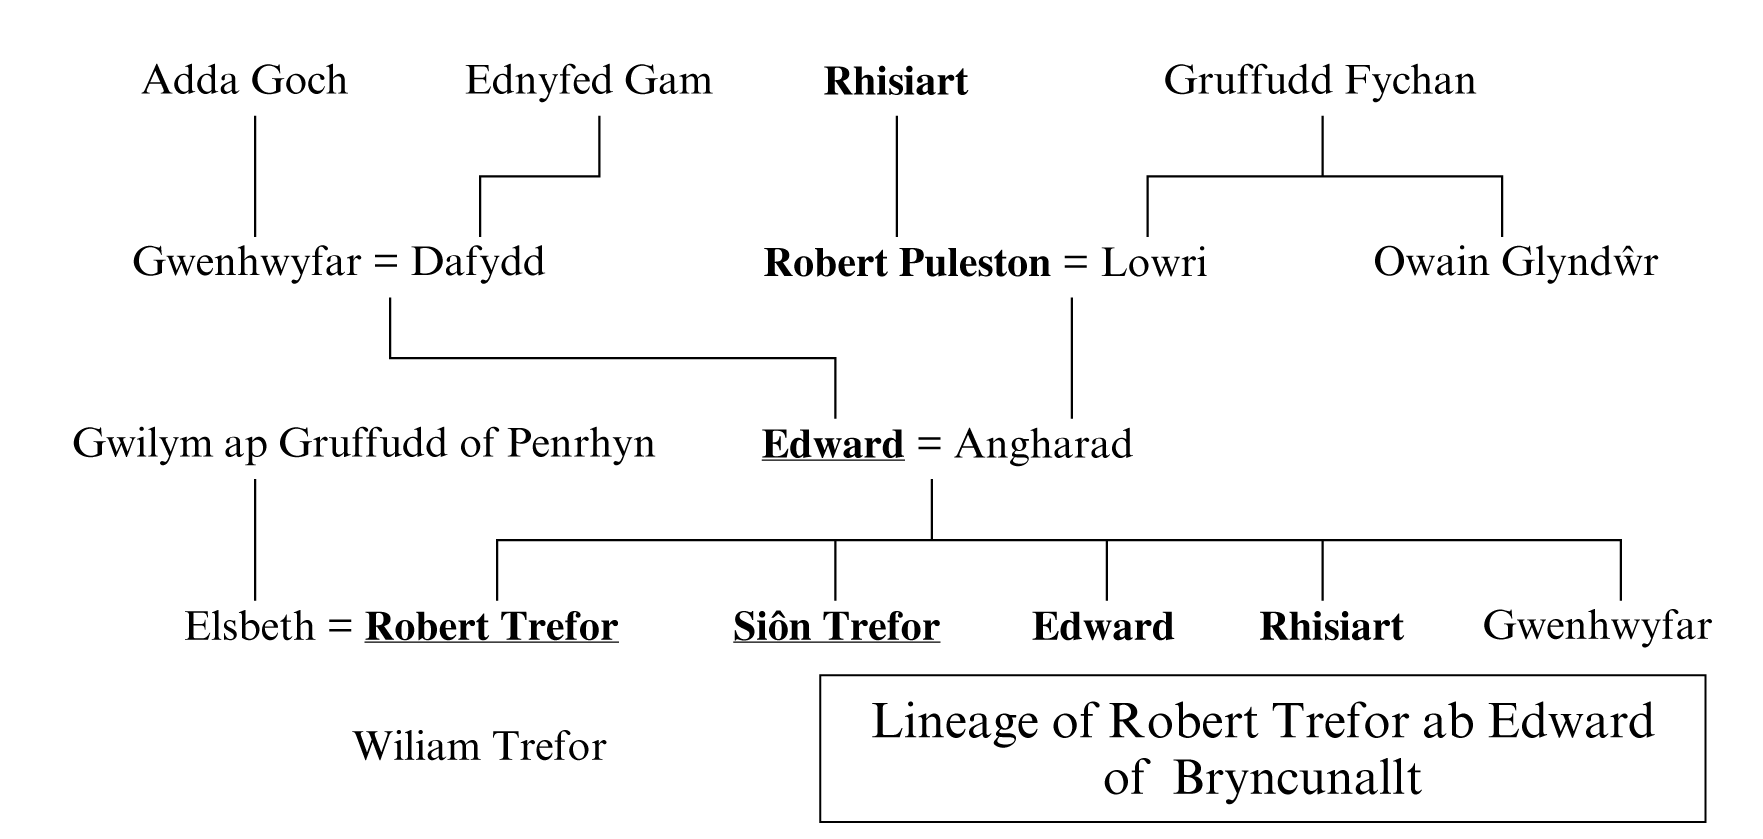 Adda Goch Ednyfed Gam Rhisiart Gruffudd Fychan
Gwenhwyfar = Dafydd Robert Puleston = Lowri Owain Glyndŵr
Gwilym ap Gruffudd of Penrhyn Edward = Angharad
Elsbeth = Robert Trefor Siôn Trefor Edward Rhisiart Gwenhwyfar
Wiliam Trefor
Lineage of Robert Trefor ab Edward
of Bryncunallt